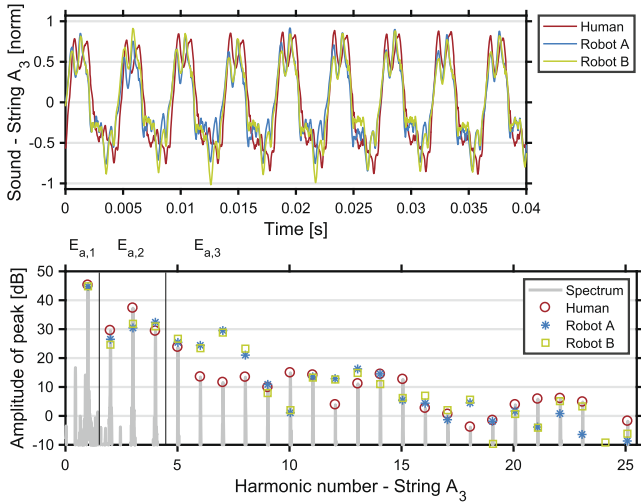 Sound - String A3 [norm]
1
0.5
0
-0.5
-1
0 0.005 0.01 0.015 0.02 0.025 0.03 0.035 0.04
Time [s]
Human
Robot A
Robot B
Ea,1 Ea,2 Ea,3
Amplitude of peak [dB]
50
40
30
20
10
0
-10
0 5 10 15 20 25
Harmonic number - String A3
Spectrum
Human
Robot A
Robot B